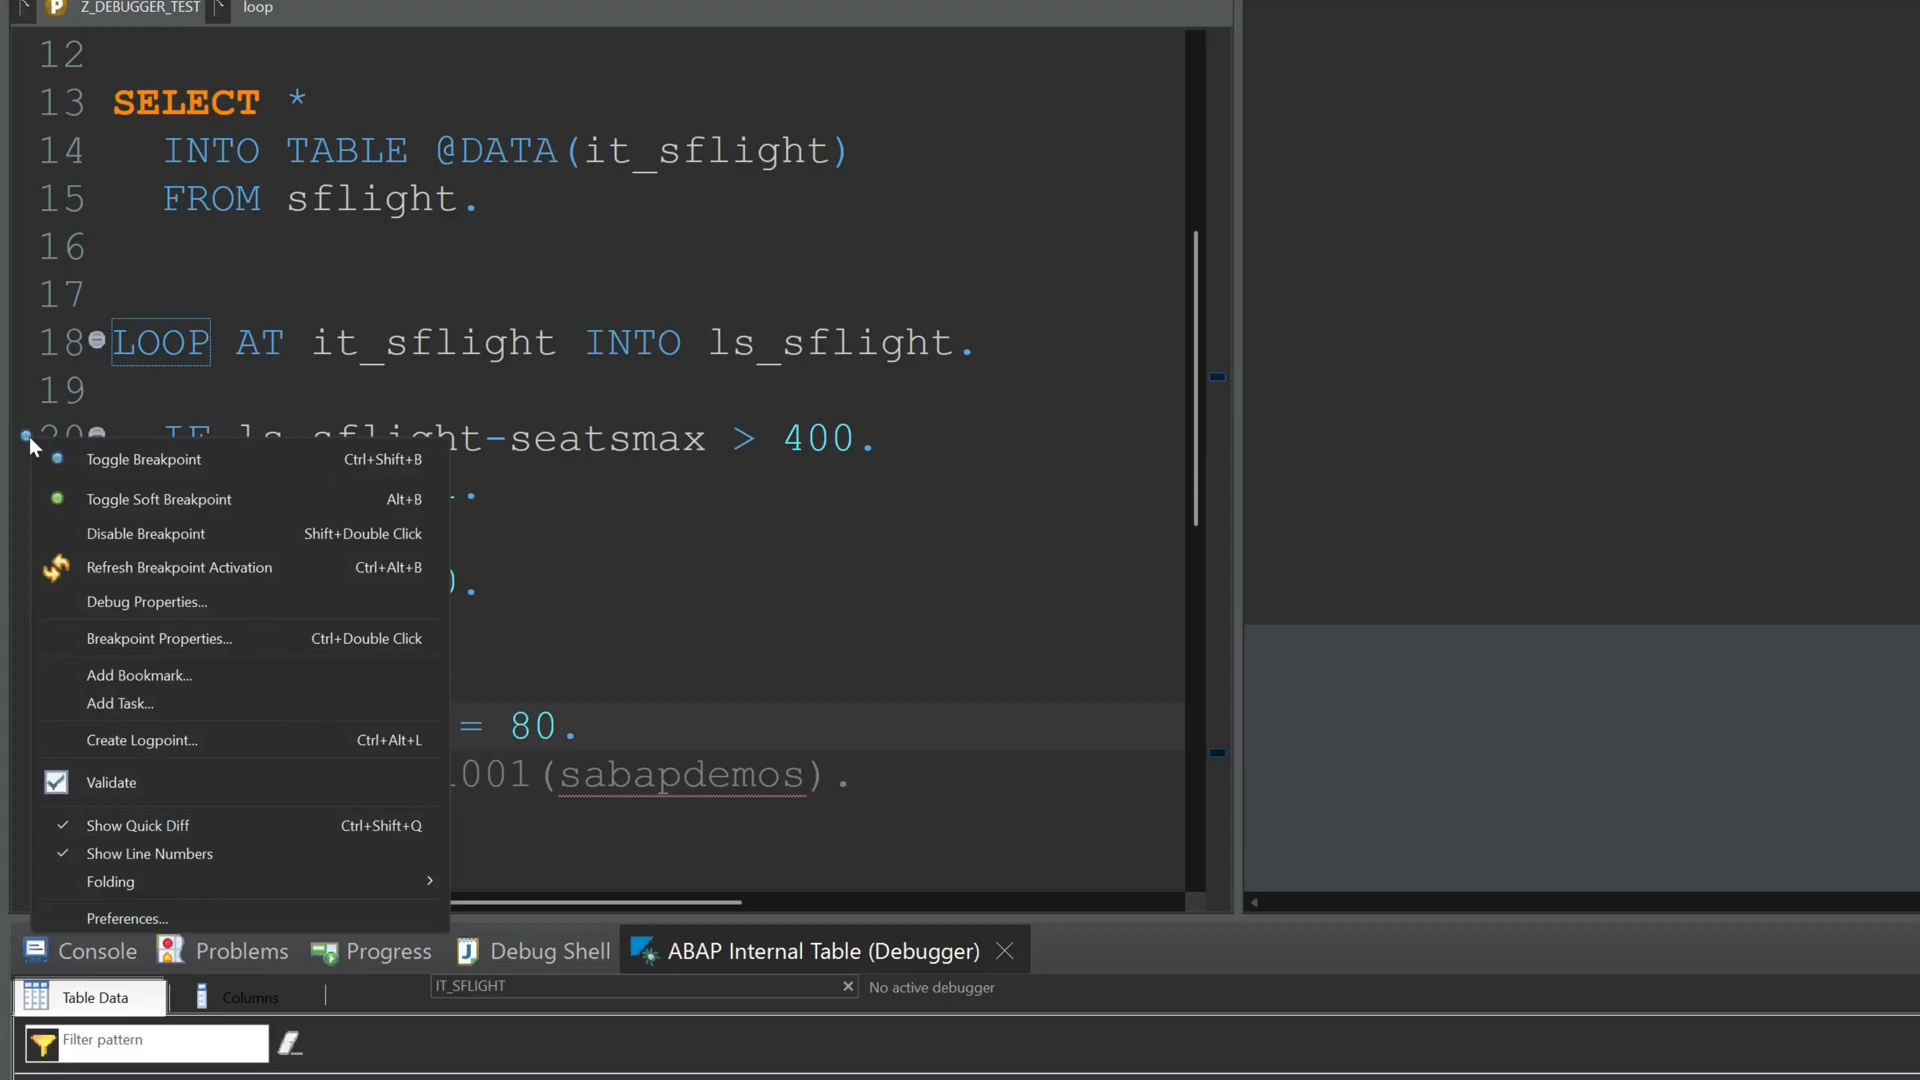 Z_DEBUGGER_TEST loop
12
13 SELECT *
14 INTO TABLE @DATA(it_sflight)
15 FROM sflight.
16
17
18 LOOP AT it_sflight INTO ls_sflight.
19
20 IF ls_sflight-seatsmax > 400.
Toggle Breakpoint Ctrl+Shift+B
Toggle Soft Breakpoint Alt+B
Disable Breakpoint Shift+Double Click
Refresh Breakpoint Activation Ctrl+Alt+B
Debug Properties...
Breakpoint Properties... Ctrl+Double Click
Add Bookmark...
Add Task...
= 80.
Create Logpoint... Ctrl+Alt+L
1001(sabapdemos).
Validate
Show Quick Diff Ctrl+Shift+Q
Show Line Numbers
Folding
Preferences...
Console Problems Progress Debug Shell ABAP Internal Table (Debugger)
Table Data Columns IT_SFLIGHT No active debugger
Filter pattern